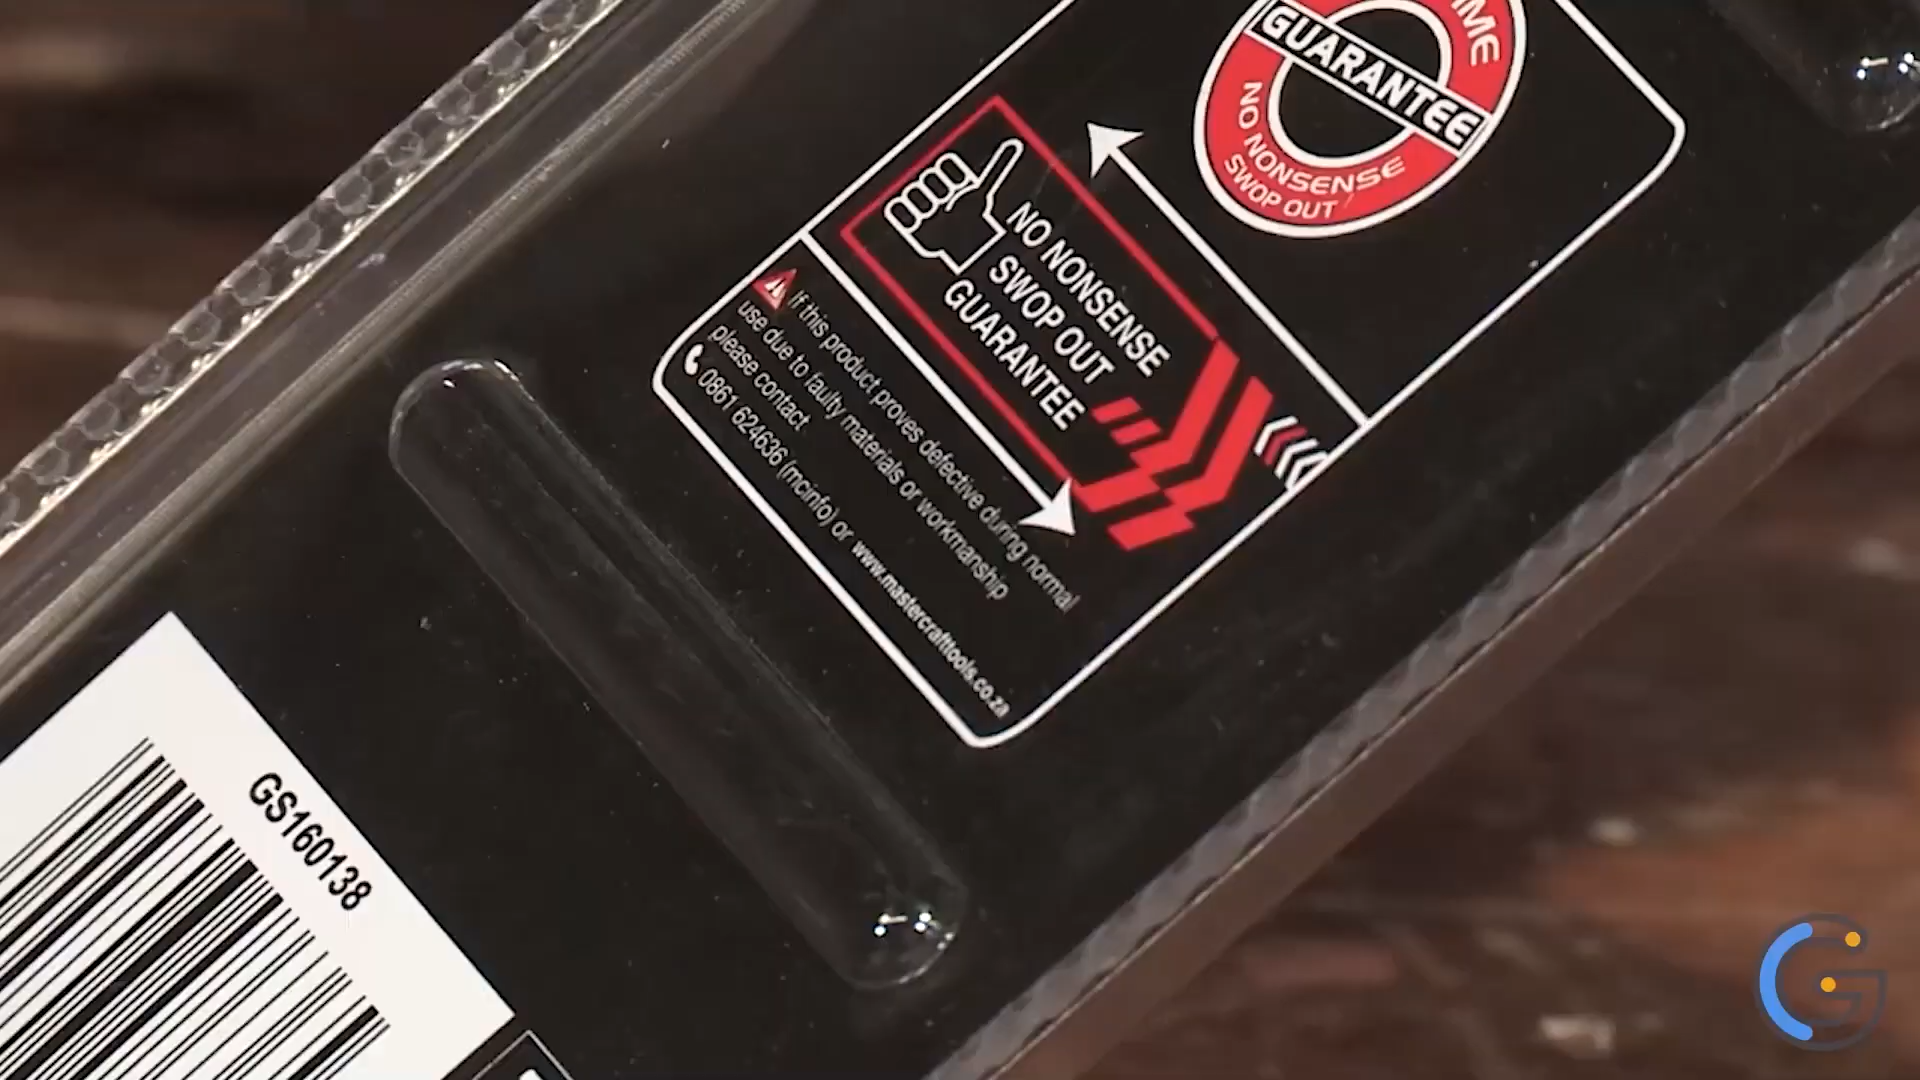 GUARANTEE
NO NONSENSE
SWOP OUT
NO NONSENSE
SWOP OUT
GUARANTEE
If this product proves defective during normal
use due to faulty materials or workmanship
please contact
0861 624636 (mcinfo) or www.mastercrafttools.co.za
GS160138